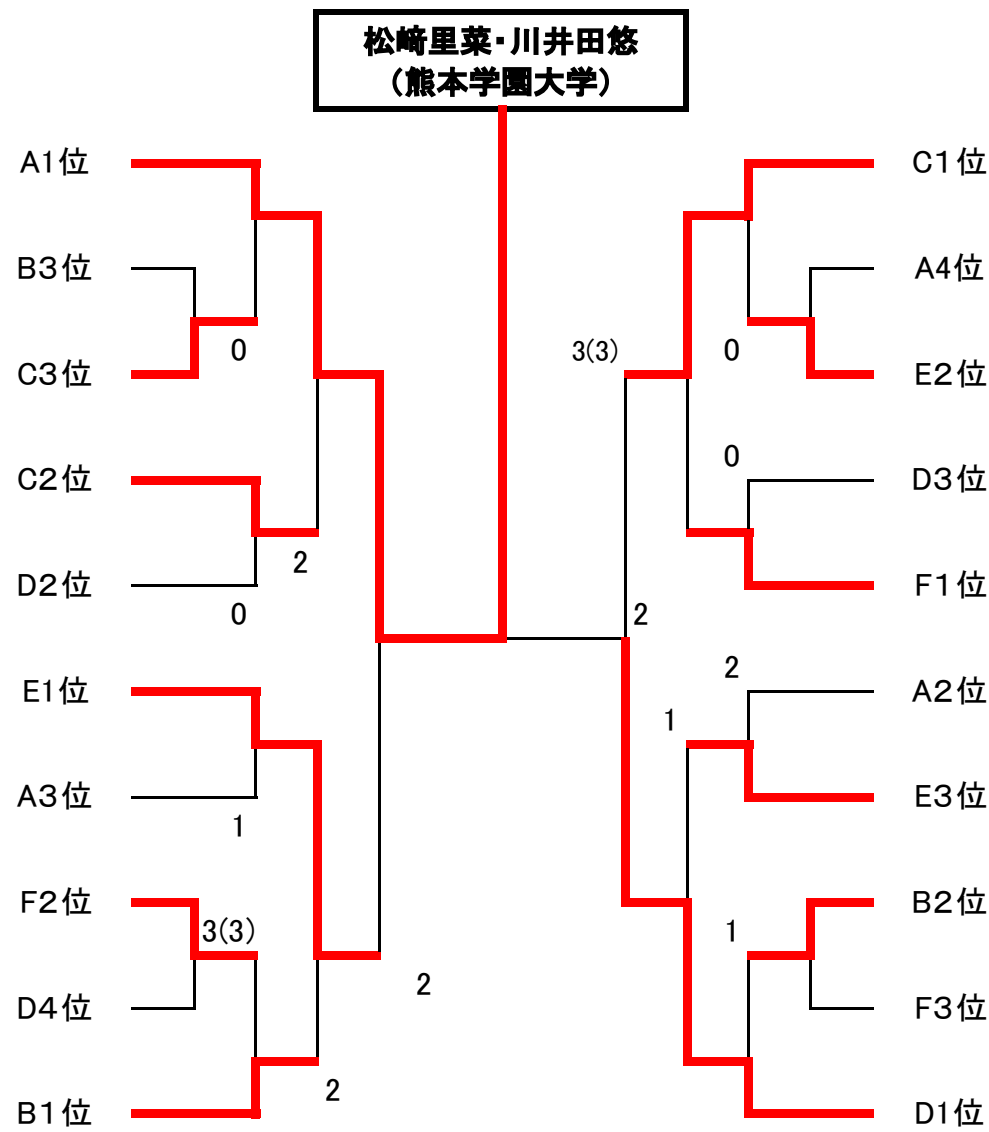 松﨑里菜・川井田悠
(熊本学園大学)
A1位
C1位
B3位
A4位
0
3(3)
0
C3位
E2位
0
C2位
D3位
2
D2位
F1位
0
2
2
E1位
A2位
1
A3位
E3位
1
F2位
B2位
3(3)
1
2
D4位
F3位
2
B1位
D1位